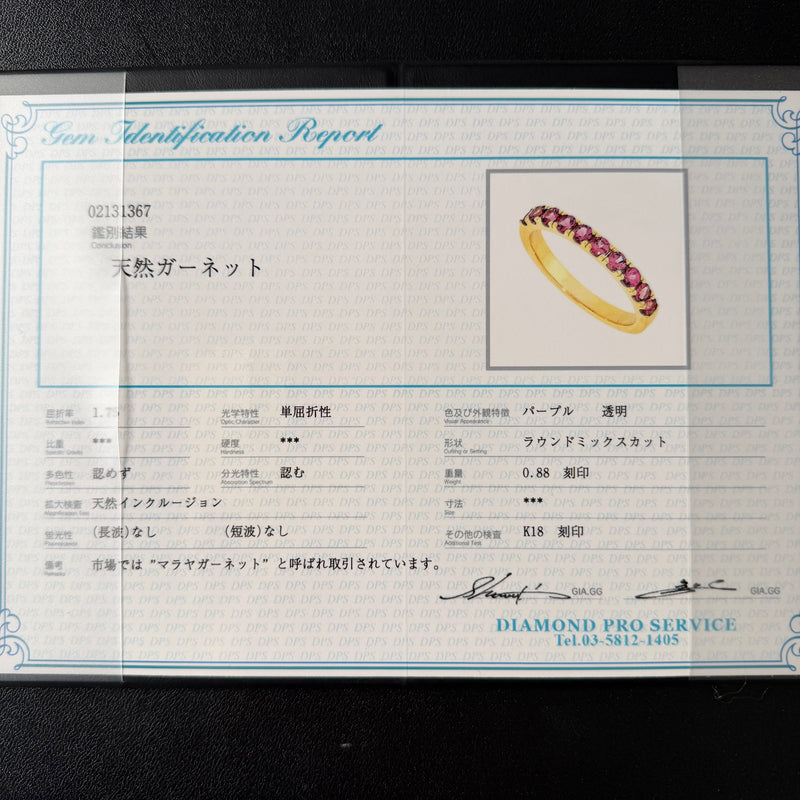 Gem Identification Report
02131367
鑑別結果
Conclusion
天然ガーネット
屈折率 1.75
Refractive Index
光学特性 単屈折性
Optic Character
色及び外観特徴 パープル 透明
Visual Appearance
比重 ***
Specific Gravity
硬度 ***
Hardness
形状 ラウンドミックスカット
Cutting or Setting
多色性 認めず
Pleochroism
分光特性 認む
Absorption Spectrum
重量 0.88 刻印
Weight
拡大検査 天然インクルージョン
Magnification Test
寸法 ***
Size
蛍光性 (長波)なし (短波)なし
Fluorescence
その他の検査 K18 刻印
Additional Test
備考 市場では "マラヤガーネット" と呼ばれ取引されています。
Remarks
GIA.GG GIA.GG
DIAMOND PRO SERVICE
Tel.03-5812-1405